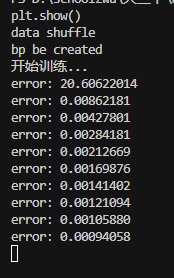 plt.show()
data shuffle
bp be created
开始训练...
error: 20.60622014
error: 0.00862181
error: 0.00427801
error: 0.00284181
error: 0.00212669
error: 0.00169876
error: 0.00141402
error: 0.00121094
error: 0.00105880
error: 0.00094058